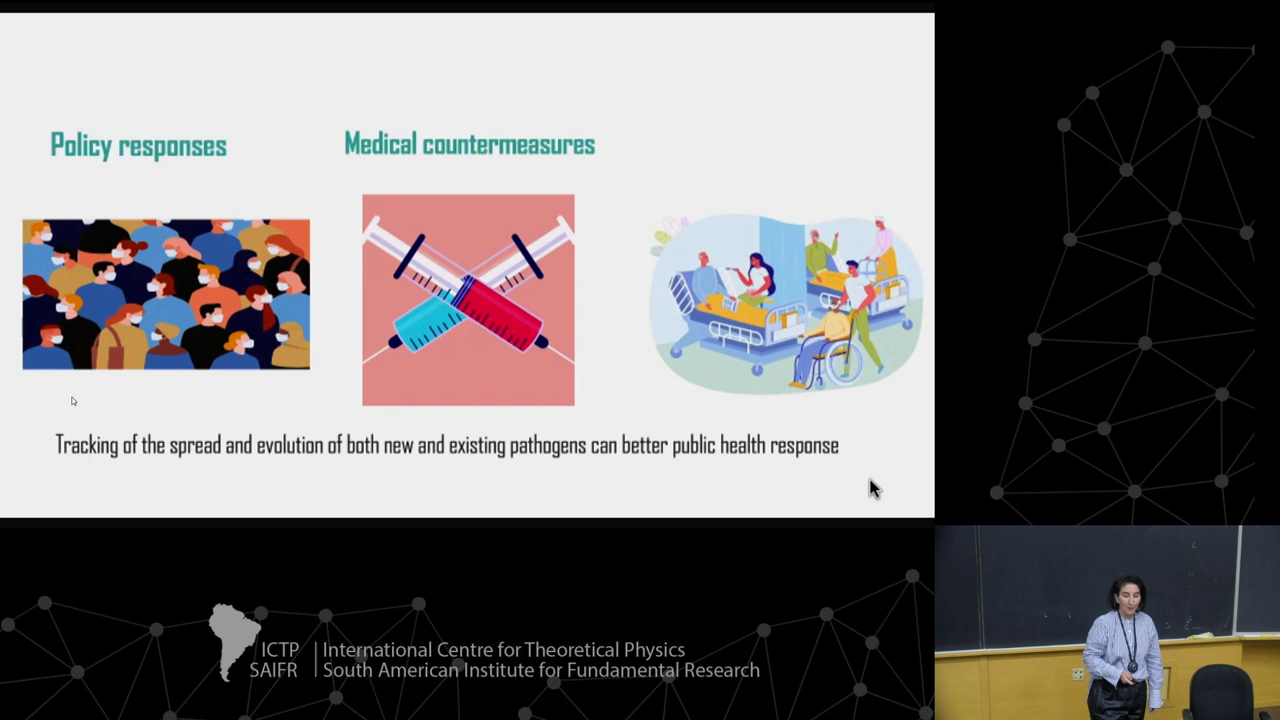 Policy responses
Medical countermeasures
Tracking of the spread and evolution of both new and existing pathogens can better public health response
ICTP
SAIFR
International Centre for Theoretical Physics
South American Institute for Fundamental Research